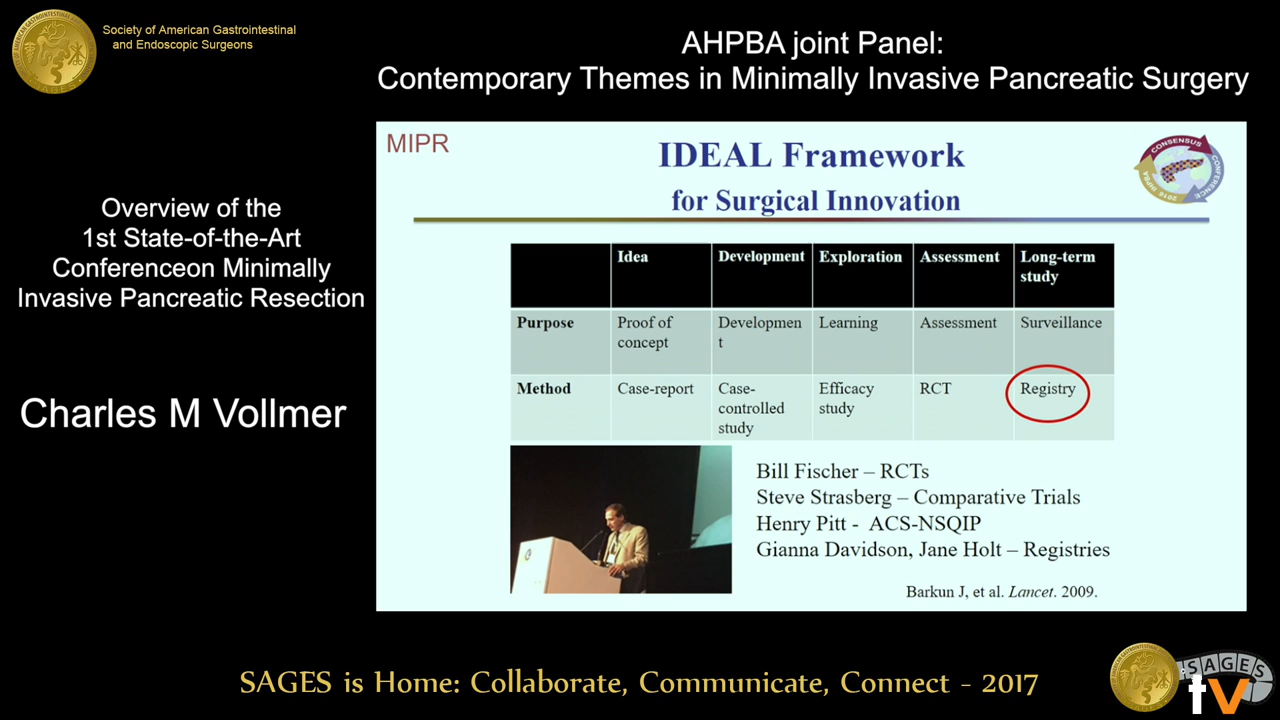 Society of American Gastrointestinal
and Endoscopic Surgeons
AHPBA joint Panel:
Contemporary Themes in Minimally Invasive Pancreatic Surgery
Overview of the
1st State-of-the-Art
Conferenceon Minimally
Invasive Pancreatic Resection
Charles M Vollmer
MIPR
IDEAL Framework
for Surgical Innovation
CONSENSUS
CONFERENCE
Idea Development Exploration Assessment Long-term
study
Purpose Proof of Developmen Learning Assessment Surveillance
concept t
Method Case-report Case- Efficacy RCT Registry
controlled study
study
Bill Fischer – RCTs
Steve Strasberg – Comparative Trials
Henry Pitt - ACS-NSQIP
Gianna Davidson, Jane Holt – Registries
Barkun J, et al. Lancet. 2009.
SAGES is Home: Collaborate, Communicate, Connect - 2017
SAGES
tv